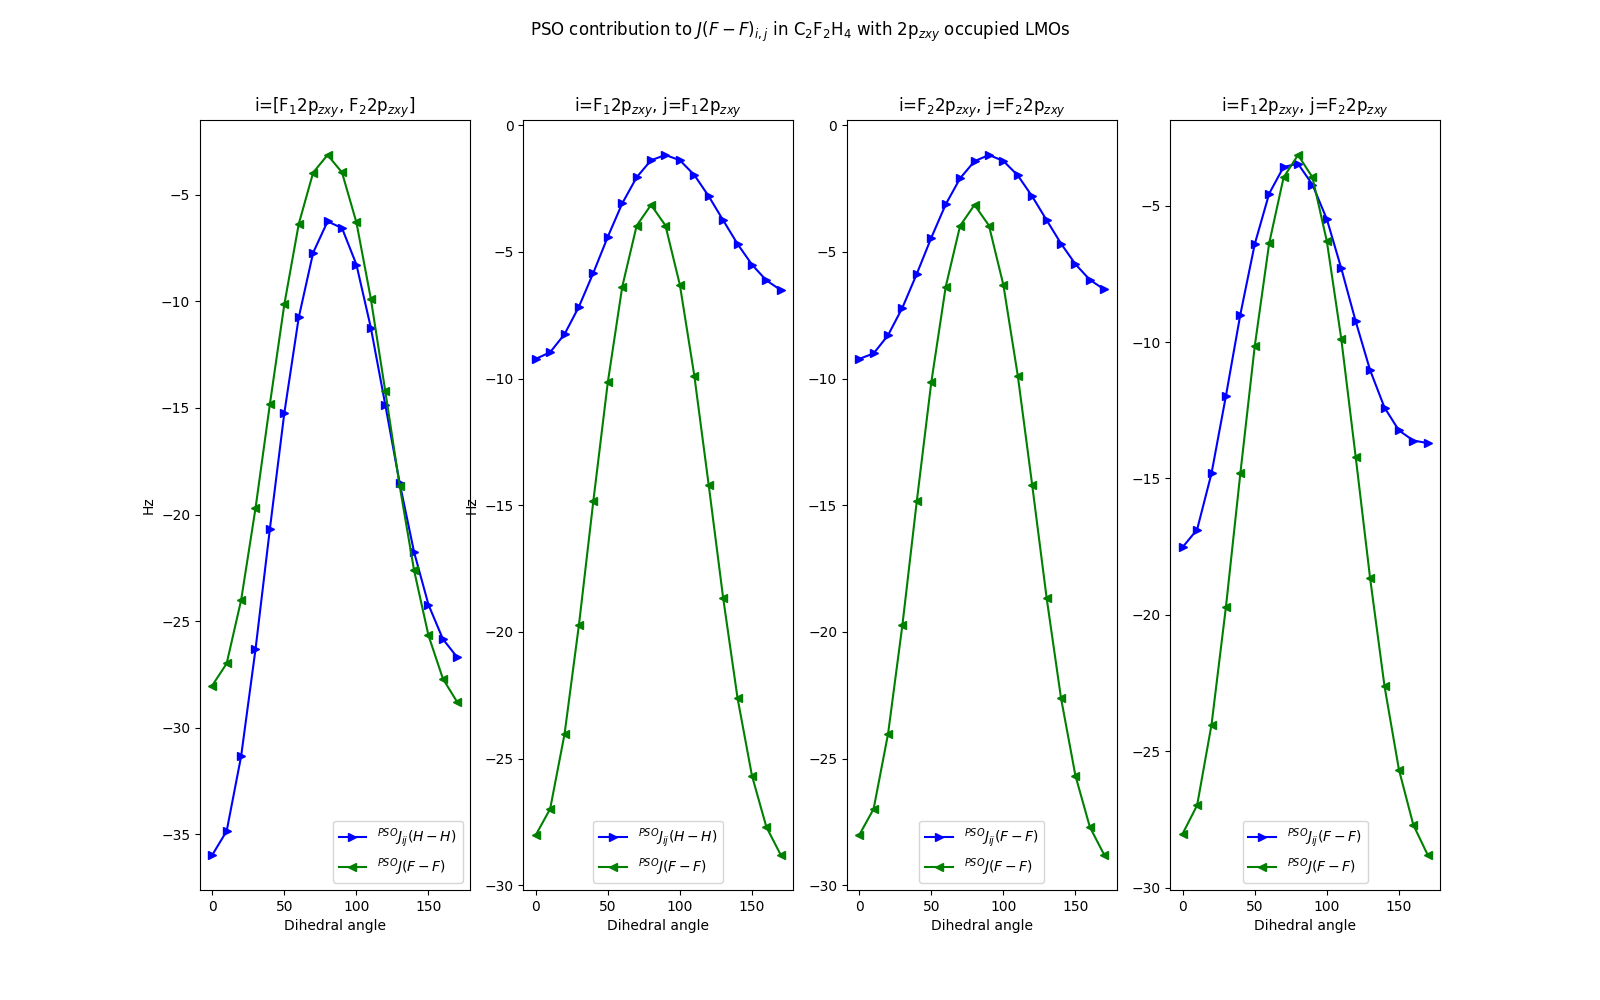 PSO contribution to J(F − F)i,j in C2F2H4 with 2pzxy occupied LMOs
i=[F12pzxy, F22pzxy]
−5
−10
−15
−20
−25
−30
−35
Hz
0 50 100 150
Dihedral angle
PSOJij(H − H)
PSOJ(F − F)
i=F12pzxy, j=F12pzxy
0
−5
−10
−15
−20
−25
−30
Hz
0 50 100 150
Dihedral angle
PSOJij(H − H)
PSOJ(F − F)
i=F22pzxy, j=F22pzxy
0
−5
−10
−15
−20
−25
−30
0 50 100 150
Dihedral angle
PSOJij(F − F)
PSOJ(F − F)
i=F12pzxy, j=F22pzxy
−5
−10
−15
−20
−25
−30
0 50 100 150
Dihedral angle
PSOJij(F − F)
PSOJ(F − F)